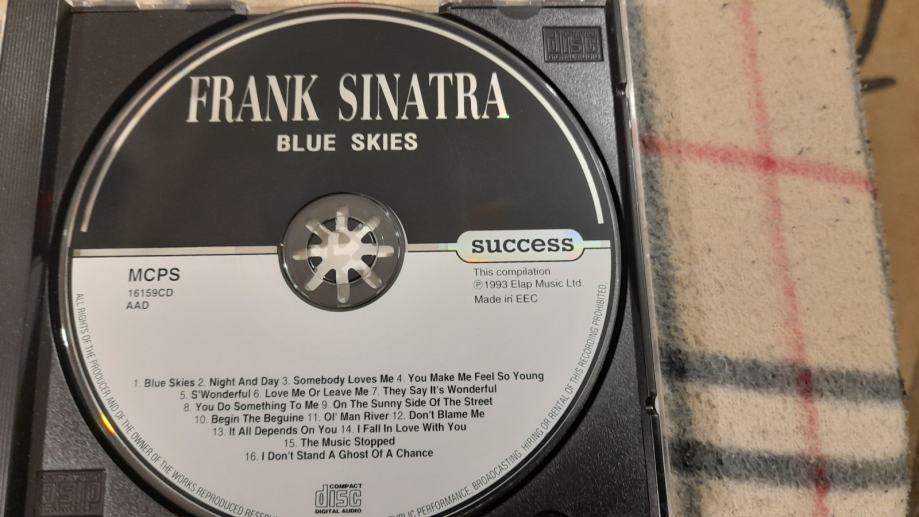 FRANK SINATRA
BLUE SKIES
success
MCPS
16159CD
AAD
This compilation
℗1993 Elap Music Ltd.
Made in EEC
1. Blue Skies 2. Night And Day 3. Somebody Loves Me 4. You Make Me Feel So Young
5. S'Wonderful 6. Love Me Or Leave Me 7. They Say It's Wonderful
8. You Do Something To Me 9. On The Sunny Side Of The Street
10. Begin The Beguine 11. Ol' Man River 12. Don't Blame Me
13. It All Depends On You 14. I Fall In Love With You
15. The Music Stopped
16. I Don't Stand A Ghost Of A Chance
ALL RIGHTS OF THE PRODUCER AND OF THE OWNER OF THE WORKS REPRODUCED
PUBLIC PERFORMANCE, BROADCASTING, HIRING OR RENTAL OF THIS RECORDING PROHIBITED
COMPACT
disc
DIGITAL AUDIO